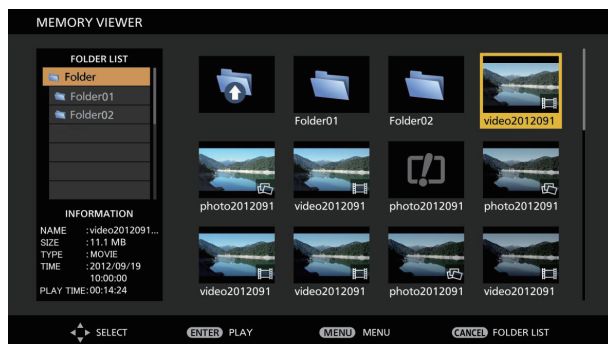 MEMORY VIEWER
FOLDER LIST
Folder
Folder01
Folder02
INFORMATION
NAME :video2012091...
SIZE :11.1 MB
TYPE :MOVIE
TIME :2012/09/19
10:00:00
PLAY TIME:00:14:24
Folder01 Folder02 video2012091
photo2012091 video2012091 photo2012091 photo2012091
video2012091 video2012091 photo2012091 video2012091
SELECT ENTER PLAY MENU MENU CANCEL FOLDER LIST